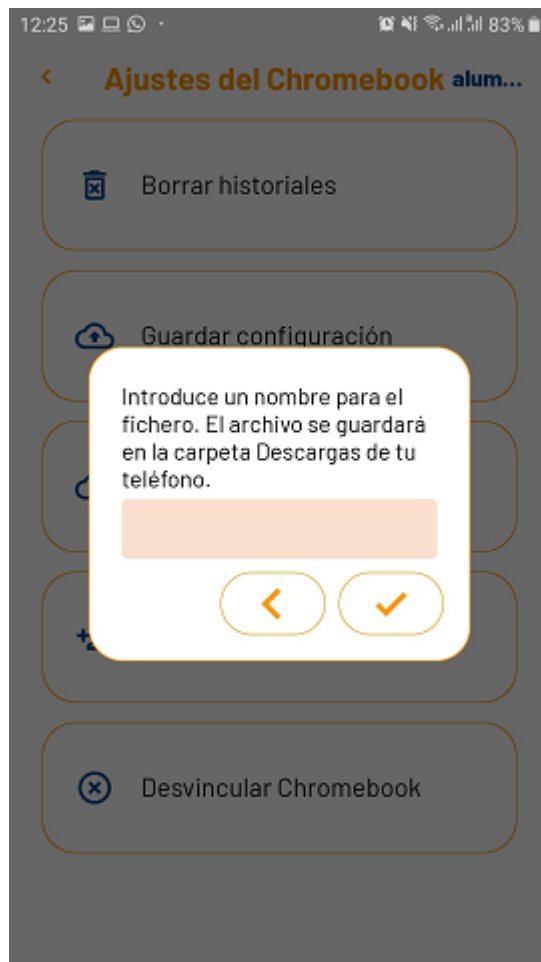 12:25 83%
Ajustes del Chromebook alum...
Borrar historiales
Guardar configuración
Introduce un nombre para el
fichero. El archivo se guardará
en la carpeta Descargas de tu
teléfono.
Desvincular Chromebook